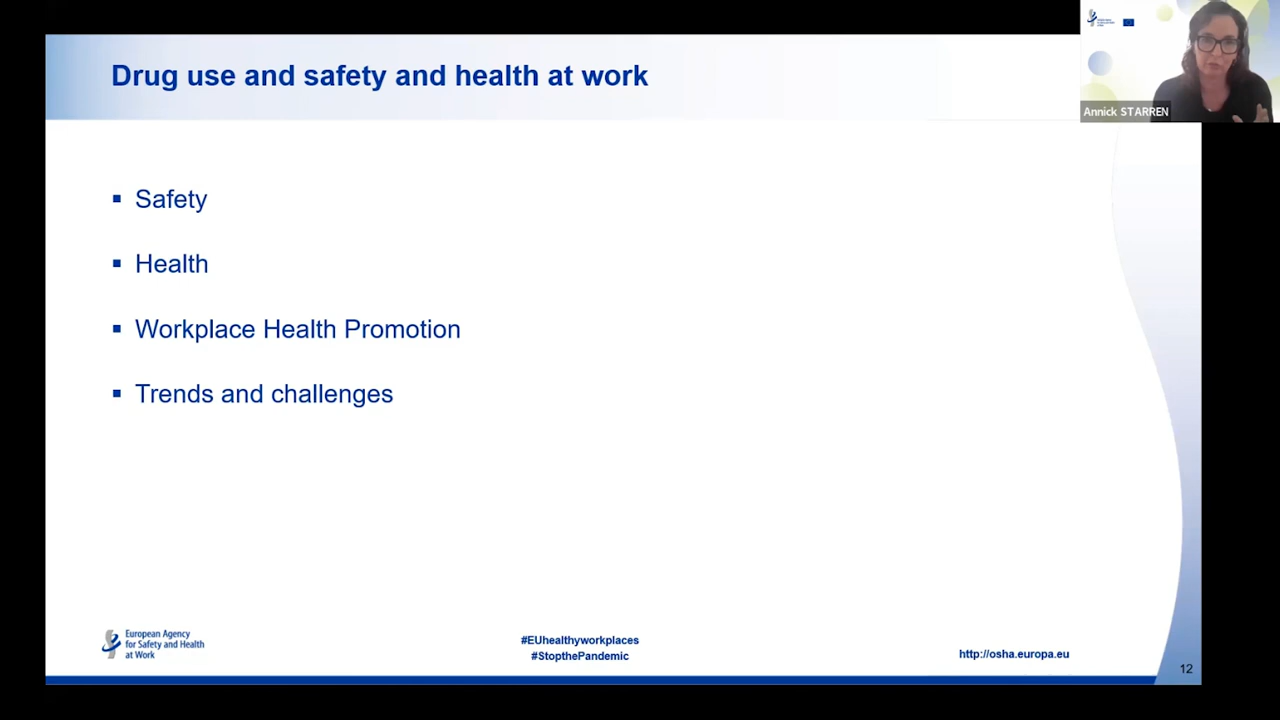 Drug use and safety and health at work
Annick STARREN
Safety
Health
Workplace Health Promotion
Trends and challenges
European Agency
for Safety and Health
at Work
#EUhealthyworkplaces
#StopthePandemic
http://osha.europa.eu
12